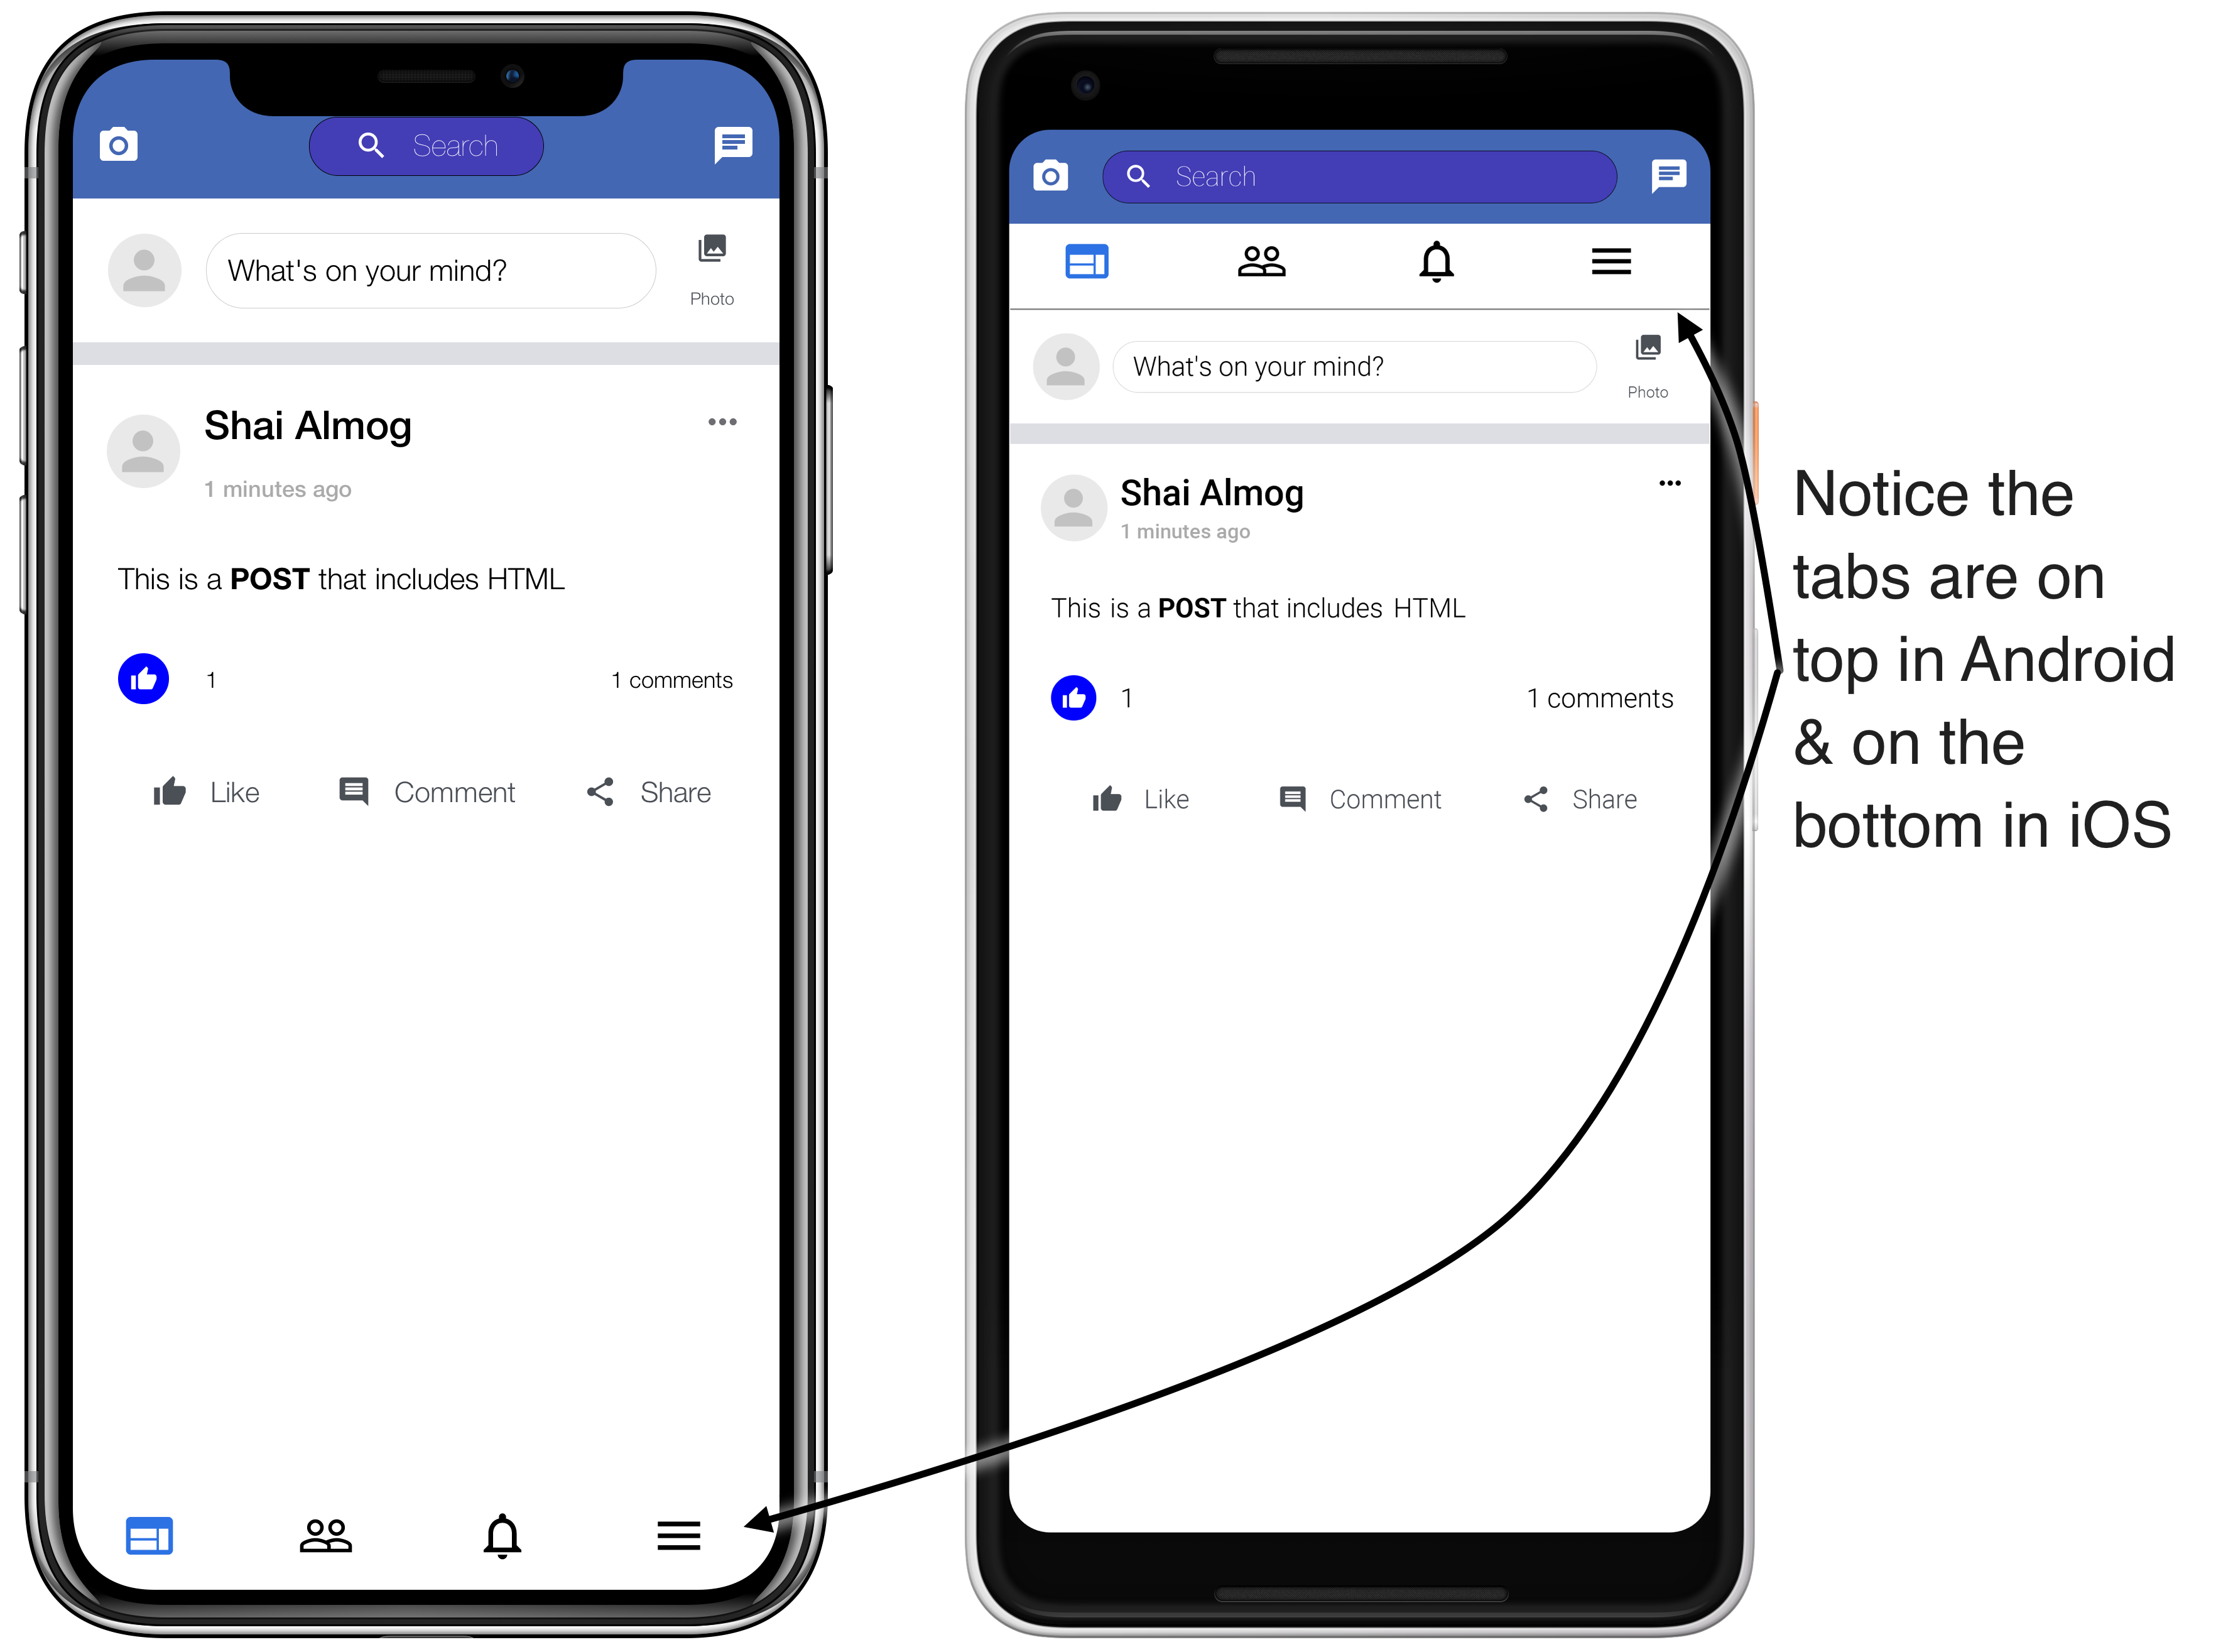 Search
What's on your mind?
Photo
Shai Almog
1 minutes ago
This is a POST that includes HTML
1 1 comments
Like Comment Share
Search
What's on your mind?
Photo
Shai Almog
1 minutes ago
This is a POST that includes HTML
1 1 comments
Like Comment Share
Notice the
tabs are on
top in Android
& on the
bottom in iOS